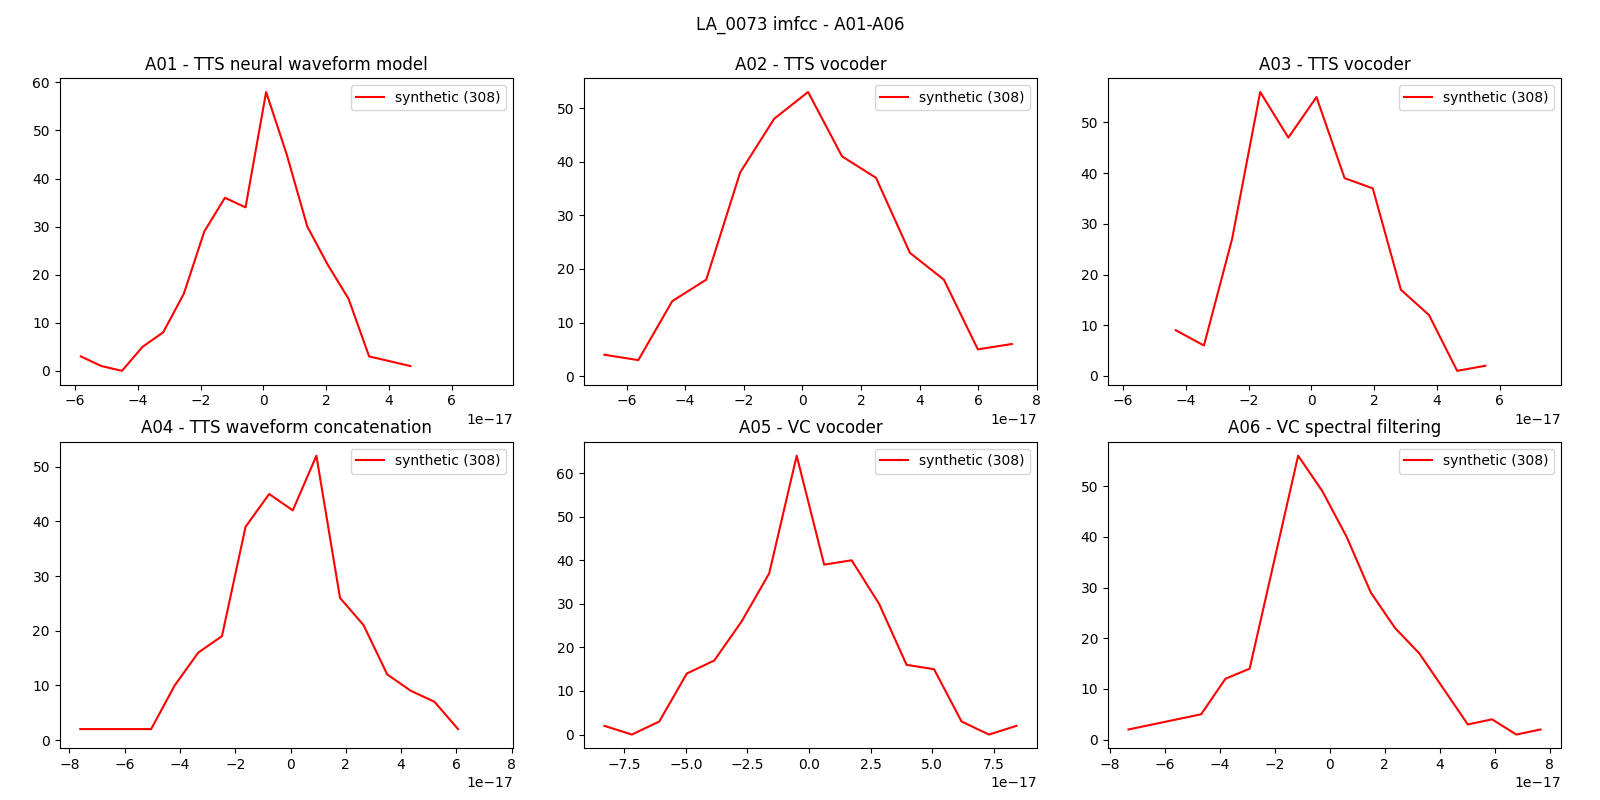 LA_0073 imfcc - A01-A06
A01 - TTS neural waveform model
synthetic (308)
60
50
40
30
20
10
0
−6 −4 −2 0 2 4 6
1e−17
A02 - TTS vocoder
synthetic (308)
50
40
30
20
10
0
−6 −4 −2 0 2 4 6 8
1e−17
A03 - TTS vocoder
synthetic (308)
50
40
30
20
10
0
−6 −4 −2 0 2 4 6
1e−17
A04 - TTS waveform concatenation
synthetic (308)
50
40
30
20
10
0
−8 −6 −4 −2 0 2 4 6 8
1e−17
A05 - VC vocoder
synthetic (308)
60
50
40
30
20
10
0
−7.5 −5.0 −2.5 0.0 2.5 5.0 7.5
1e−17
A06 - VC spectral filtering
synthetic (308)
50
40
30
20
10
0
−8 −6 −4 −2 0 2 4 6 8
1e−17